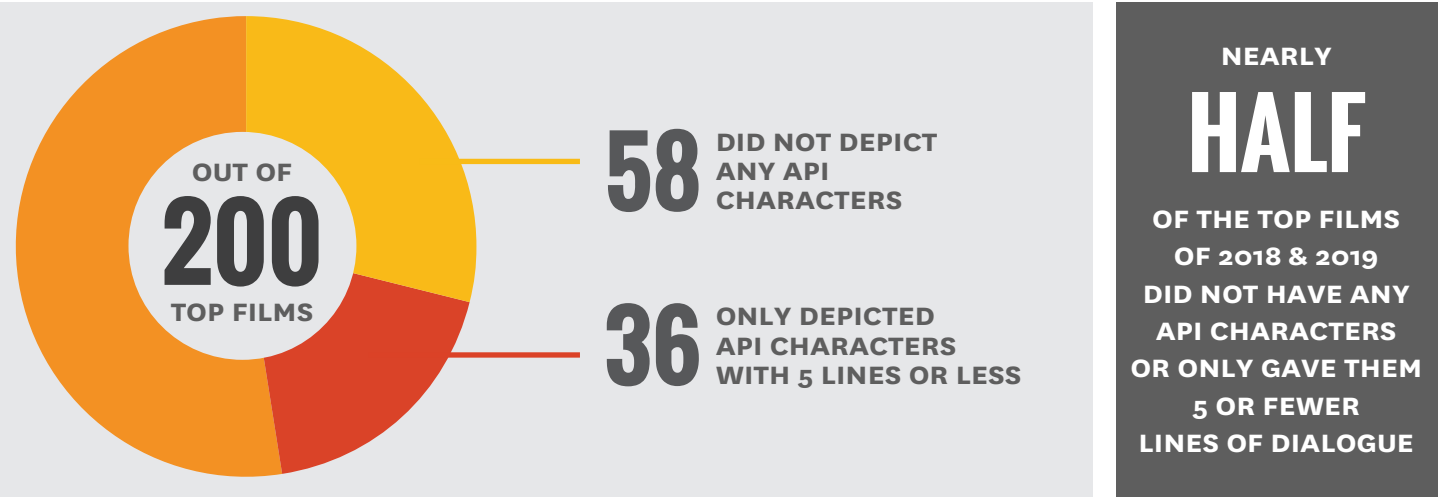 OUT OF
200
TOP FILMS
58
DID NOT DEPICT
ANY API
CHARACTERS
36
ONLY DEPICTED
API CHARACTERS
WITH 5 LINES OR LESS
NEARLY
HALF
OF THE TOP FILMS
OF 2018 & 2019
DID NOT HAVE ANY
API CHARACTERS
OR ONLY GAVE THEM
5 OR FEWER
LINES OF DIALOGUE